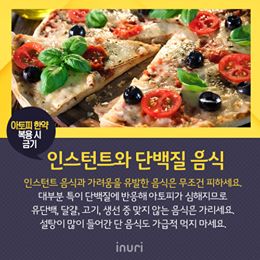 아토피 한약
복용 시
금기
인스턴트와 단백질 음식
인스턴트 음식과 가려움을 유발한 음식은 무조건 피하세요.
대부분 특이 단백질에 반응해 아토피가 심해지므로
유단백, 달걀, 고기, 생선 중 맞지 않는 음식은 가리세요.
설탕이 많이 들어간 단 음식도 가급적 먹지 마세요.
inuri